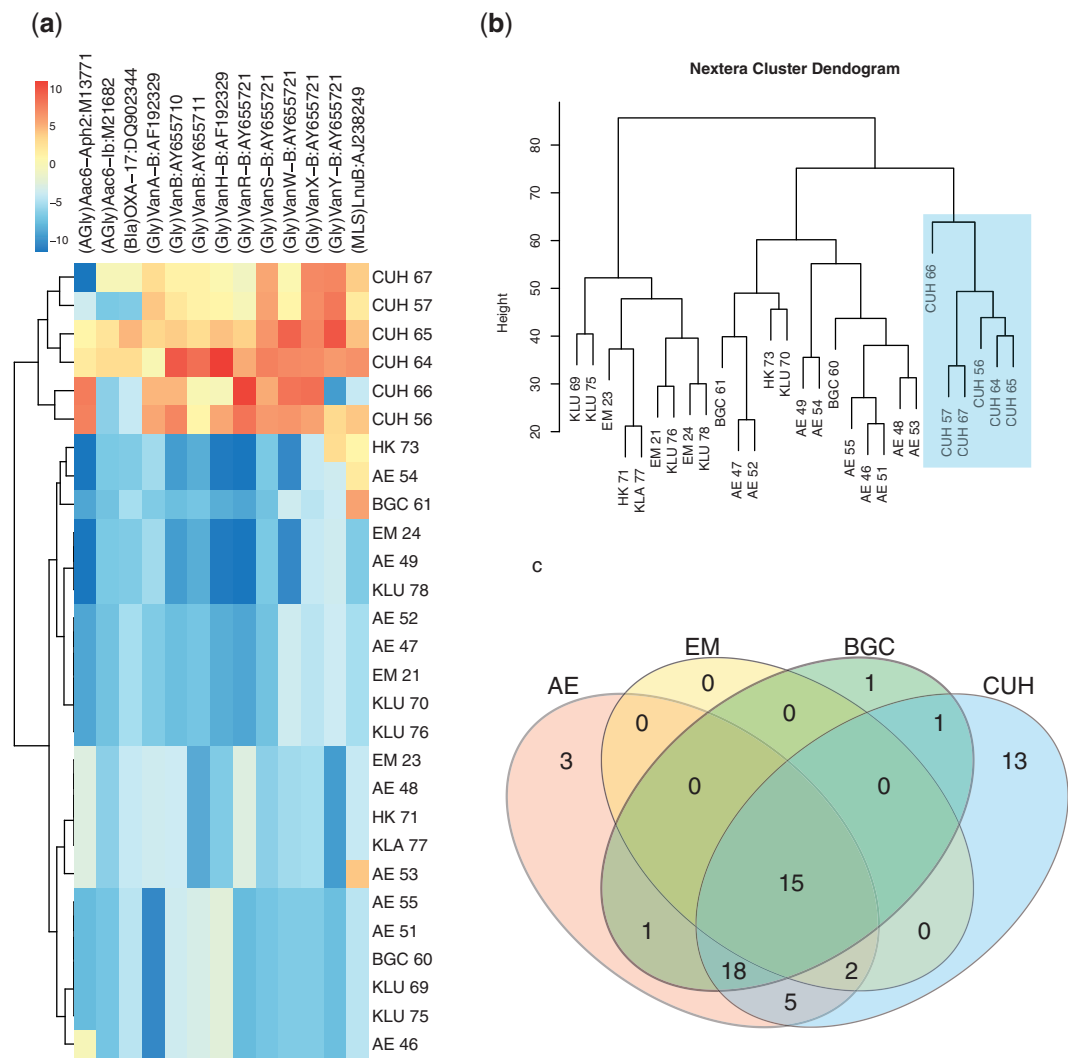 (a)
10
5
0
−5
−10
(AGly)Aac6−Aph2:M13771
(AGly)Aac6−Ib:M21682
(Bla)OXA−17:DQ902344
(Gly)VanA−B:AF192329
(Gly)VanB:AY655710
(Gly)VanB:AY655711
(Gly)VanH−B:AF192329
(Gly)VanR−B:AY655721
(Gly)VanS−B:AY655721
(Gly)VanW−B:AY655721
(Gly)VanX−B:AY655721
(Gly)VanY−B:AY655721
(MLS)LnuB:AJ238249
CUH 67
CUH 57
CUH 65
CUH 64
CUH 66
CUH 56
HK 73
AE 54
BGC 61
EM 24
AE 49
KLU 78
AE 52
AE 47
EM 21
KLU 70
KLU 76
EM 23
AE 48
HK 71
KLA 77
AE 53
AE 55
AE 51
BGC 60
KLU 69
KLU 75
AE 46
(b)
Nextera Cluster Dendogram
Height
80
70
60
50
40
30
20
KLU 69
KLU 75
EM 23
HK 71
KLA 77
EM 21
KLU 76
EM 24
KLU 78
BGC 61
AE 47
AE 52
HK 73
KLU 70
AE 49
AE 54
BGC 60
AE 55
AE 46
AE 51
AE 48
AE 53
CUH 66
CUH 57
CUH 67
CUH 56
CUH 64
CUH 65
c
AE
EM
BGC
CUH
3
0
0
0
1
1
13
0
0
15
1
18
5
2
0